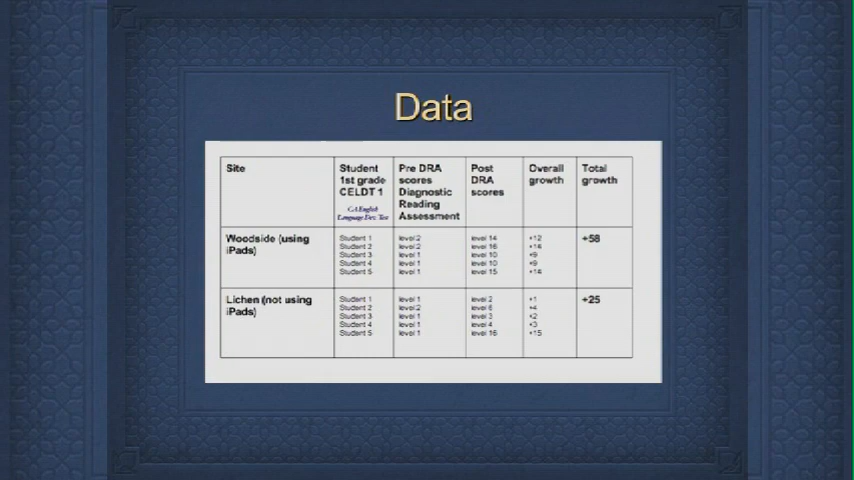 Data
Site
Student
1st grade
CELDT 1
CA English
Language Dev. Test
Pre DRA
scores
Diagnostic
Reading
Assessment
Post
DRA
scores
Overall
growth
Total
growth
Woodside (using
iPads)
Student 1
Student 2
Student 3
Student 4
Student 5
level 2
level 2
level 1
level 1
level 1
level 14
level 16
level 10
level 10
level 15
+12
+14
+9
+9
+14
+58
Lichen (not using
iPads)
Student 1
Student 2
Student 3
Student 4
Student 5
level 1
level 2
level 1
level 1
level 1
level 2
level 6
level 3
level 4
level 16
+1
+4
+2
+3
+15
+25